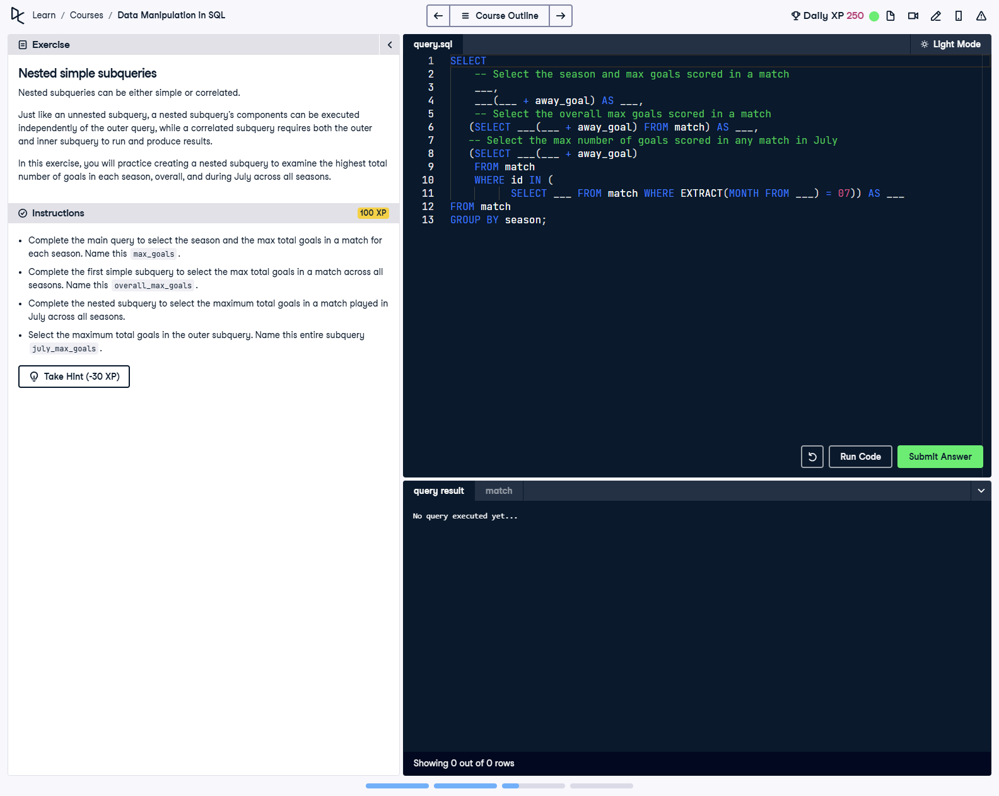 Learn / Courses / Data Manipulation in SQL
Course Outline
Daily XP 250
Exercise
Nested simple subqueries
Nested subqueries can be either simple or correlated.
Just like an unnested subquery, a nested subquery's components can be executed
independently of the outer query, while a correlated subquery requires both the outer
and inner subquery to run and produce results.
In this exercise, you will practice creating a nested subquery to examine the highest total
number of goals in each season, overall, and during July across all seasons.
Instructions
100 XP
• Complete the main query to select the season and the max total goals in a match for
each season. Name this max_goals .
• Complete the first simple subquery to select the max total goals in a match across all
seasons. Name this overall_max_goals .
• Complete the nested subquery to select the maximum total goals in a match played in
July across all seasons.
• Select the maximum total goals in the outer subquery. Name this entire subquery
july_max_goals .
Take Hint (-30 XP)
query.sql
Light Mode
1 SELECT
2 -- Select the season and max goals scored in a match
3 ___,
4 ___(___ + away_goal) AS ___,
5 -- Select the overall max goals scored in a match
6 (SELECT ___(___ + away_goal) FROM match) AS ___,
7 -- Select the max number of goals scored in any match in July
8 (SELECT ___(___ + away_goal)
9 FROM match
10 WHERE id IN (
11 SELECT ___ FROM match WHERE EXTRACT(MONTH FROM ___) = 07)) AS ___
12 FROM match
13 GROUP BY season;
Run Code
Submit Answer
query result
match
No query executed yet...
Showing 0 out of 0 rows